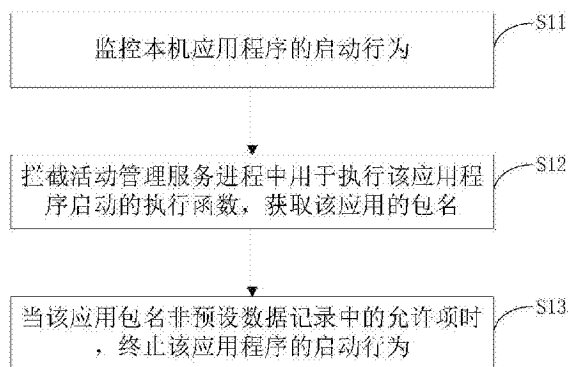 监控本机应用程序的启动行为
S11
拦截活动管理服务进程中用于执行该应用程
序启动的执行函数，获取该应用的包名
S12
当该应用包名非预设数据记录中的允许项时
，终止该应用程序的启动行为
S13